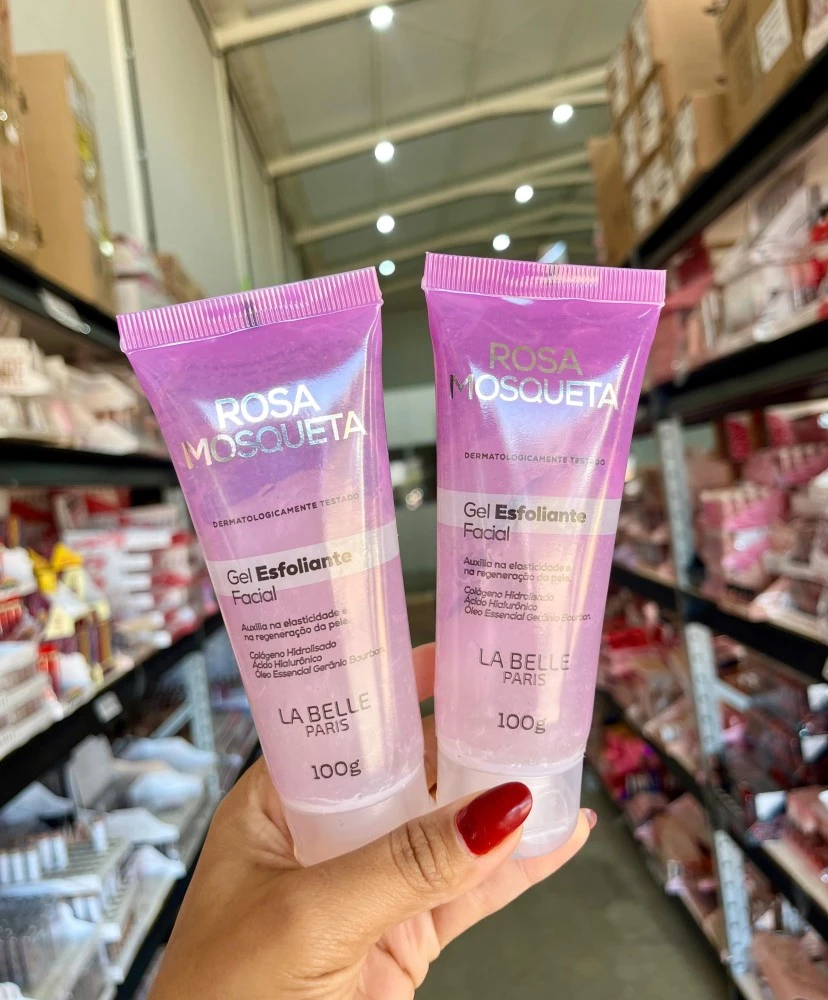 ROSA
MOSQUETA
DERMATOLOGICAMENTE TESTADO
Gel Esfoliante
Facial
Auxilia na elasticidade e
na regeneração da pele.
Colágeno Hidrolisado
Ácido Hialurônico
Óleo Essencial Gerânio Bourbon.
LA BELLE
PARIS
100g
ROSA
MOSQUETA
DERMATOLOGICAMENTE TESTADO
Gel Esfoliante
Facial
Auxilia na elasticidade e
na regeneração da pele.
Colágeno Hidrolisado
Ácido Hialurônico
Óleo Essencial Gerânio Bourbon.
LA BELLE
PARIS
100g